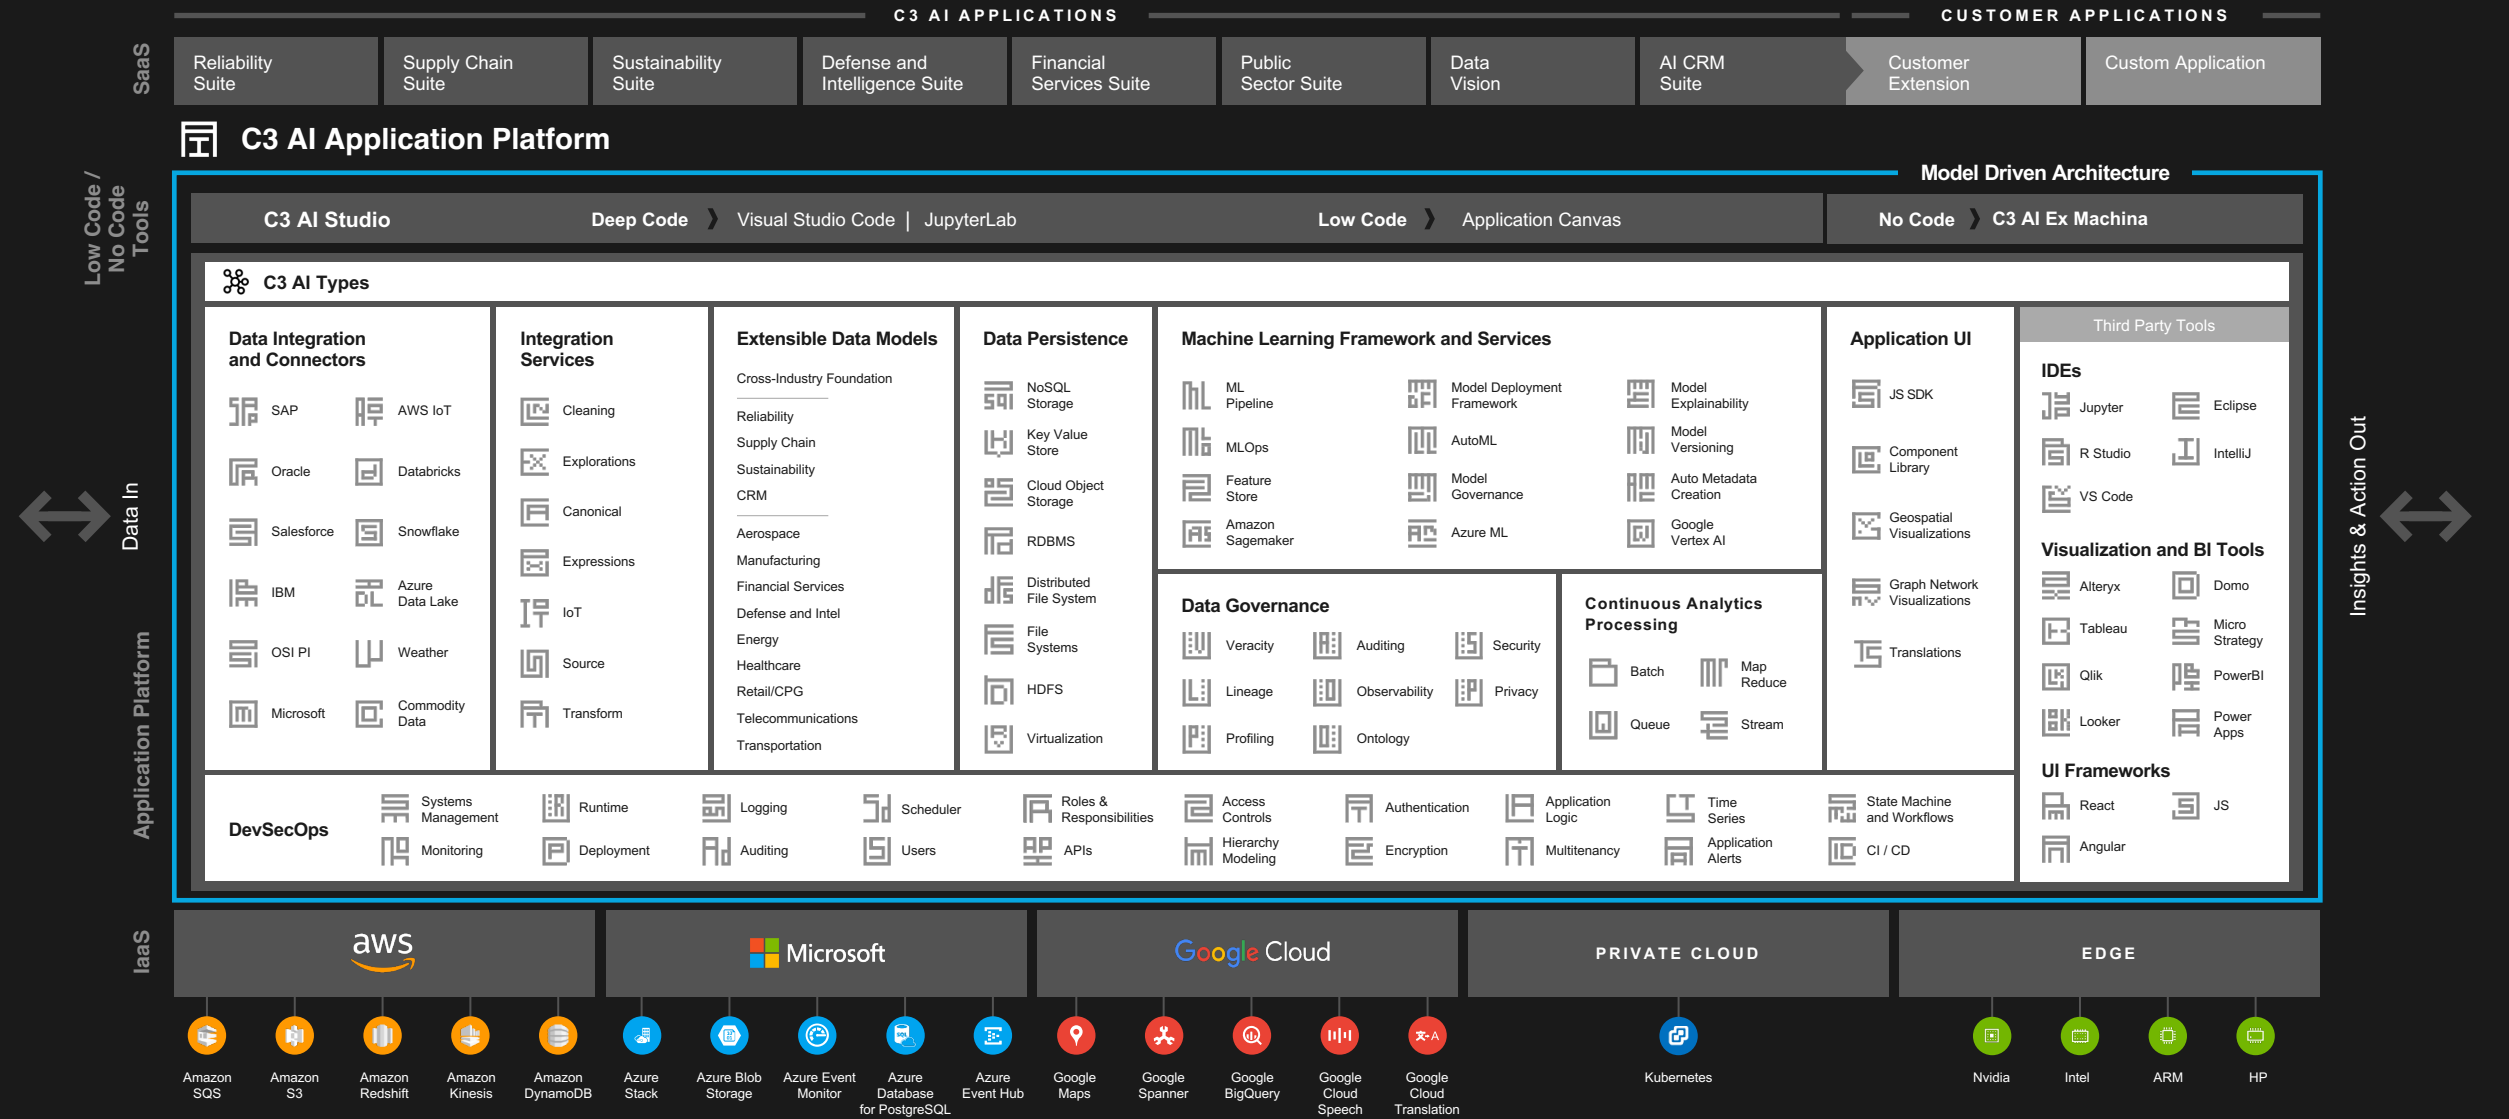 C3 AI APPLICATIONS
CUSTOMER APPLICATIONS
SaaS
Reliability
Suite
Supply Chain
Suite
Sustainability
Suite
Defense and
Intelligence Suite
Financial
Services Suite
Public
Sector Suite
Data
Vision
AI CRM
Suite
Customer
Extension
Custom Application
C3 AI Application Platform
Model Driven Architecture
Low Code /
No Code
Tools
C3 AI Studio
Deep Code
Visual Studio Code | JupyterLab
Low Code
Application Canvas
No Code
C3 AI Ex Machina
C3 AI Types
Data In
Application Platform
Data Integration
and Connectors
SAP
AWS IoT
Oracle
Databricks
Salesforce
Snowflake
IBM
Azure
Data Lake
OSI PI
Weather
Microsoft
Commodity
Data
Integration
Services
Cleaning
Explorations
Canonical
Expressions
IoT
Source
Transform
Extensible Data Models
Cross-Industry Foundation
Reliability
Supply Chain
Sustainability
CRM
Aerospace
Manufacturing
Financial Services
Defense and Intel
Energy
Healthcare
Retail/CPG
Telecommunications
Transportation
Data Persistence
NoSQL
Storage
Key Value
Store
Cloud Object
Storage
RDBMS
Distributed
File System
File
Systems
HDFS
Virtualization
Machine Learning Framework and Services
ML
Pipeline
Model Deployment
Framework
Model
Explainability
MLOps
AutoML
Model
Versioning
Feature
Store
Model
Governance
Auto Metadata
Creation
Amazon
Sagemaker
Azure ML
Google
Vertex AI
Data Governance
Veracity
Auditing
Security
Lineage
Observability
Privacy
Profiling
Ontology
Continuous Analytics
Processing
Batch
Map
Reduce
Queue
Stream
Application UI
JS SDK
Component
Library
Geospatial
Visualizations
Graph Network
Visualizations
Translations
Third Party Tools
IDEs
Jupyter
Eclipse
R Studio
IntelliJ
VS Code
Visualization and BI Tools
Alteryx
Domo
Tableau
Micro
Strategy
Qlik
PowerBI
Looker
Power
Apps
UI Frameworks
React
JS
Angular
Insights & Action Out
DevSecOps
Systems
Management
Runtime
Logging
Scheduler
Roles &
Responsibilities
Access
Controls
Authentication
Application
Logic
Time
Series
State Machine
and Workflows
Monitoring
Deployment
Auditing
Users
APIs
Hierarchy
Modeling
Encryption
Multitenancy
Application
Alerts
CI / CD
IaaS
aws
Microsoft
Google Cloud
PRIVATE CLOUD
EDGE
Amazon
SQS
Amazon
S3
Amazon
Redshift
Amazon
Kinesis
Amazon
DynamoDB
Azure
Stack
Azure Blob
Storage
Azure Event
Monitor
Azure
Database
for PostgreSQL
Azure
Event Hub
Google
Maps
Google
Spanner
Google
BigQuery
Google
Cloud
Speech
Google
Cloud
Translation
Kubernetes
Nvidia
Intel
ARM
HP